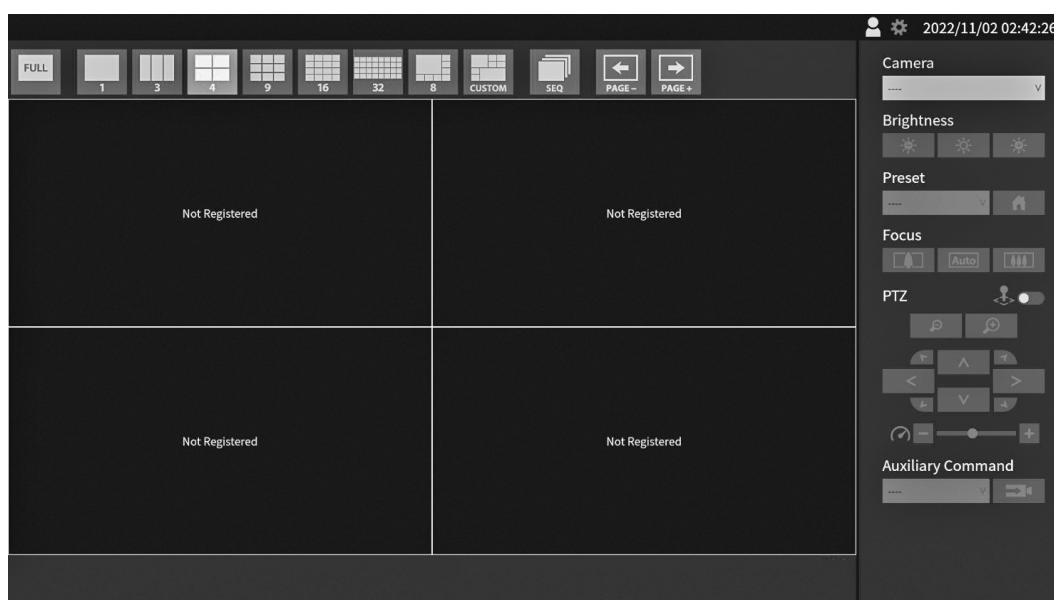 2022/11/02 02:42:26
FULL
1
3
4
9
16
32
8
CUSTOM
SEQ
PAGE-
PAGE+
Not Registered
Not Registered
Not Registered
Not Registered
Camera
----
Brightness
Preset
----
Focus
Auto
PTZ
Auxiliary Command
----